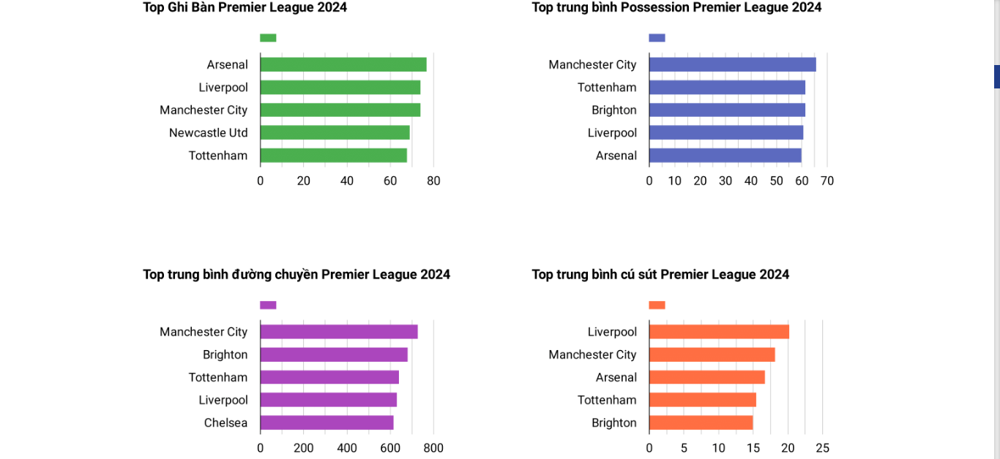 Top Ghi Bàn Premier League 2024
Arsenal
Liverpool
Manchester City
Newcastle Utd
Tottenham
0 20 40 60 80
Top trung bình Possession Premier League 2024
Manchester City
Tottenham
Brighton
Liverpool
Arsenal
0 10 20 30 40 50 60 70
Top trung bình đường chuyền Premier League 2024
Manchester City
Brighton
Tottenham
Liverpool
Chelsea
0 200 400 600 800
Top trung bình cú sút Premier League 2024
Liverpool
Manchester City
Arsenal
Tottenham
Brighton
0 5 10 15 20 25